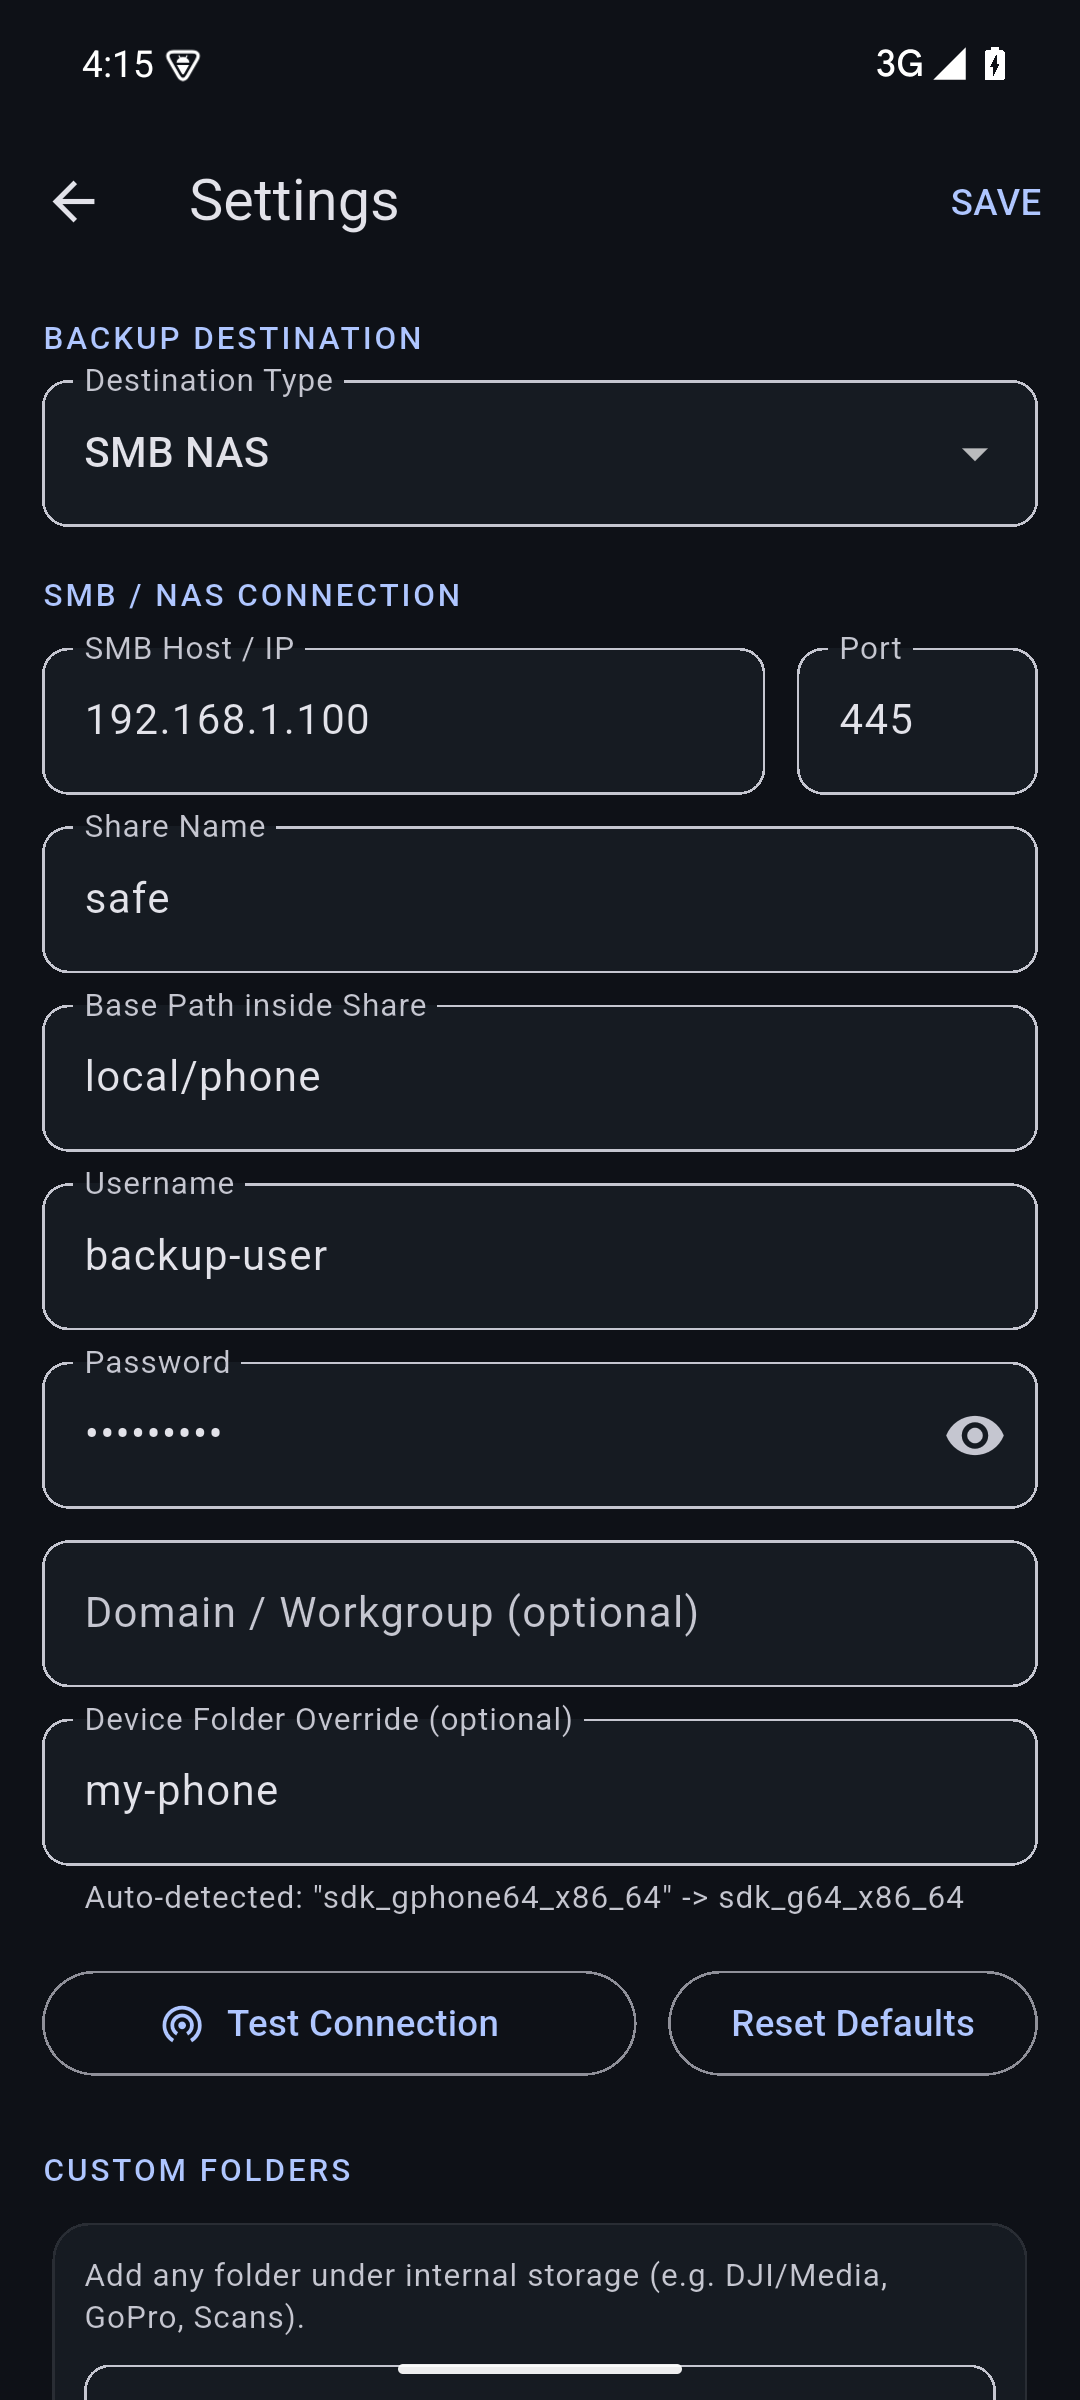 4:15
3G
Settings
SAVE
BACKUP DESTINATION
Destination Type
SMB NAS
SMB / NAS CONNECTION
SMB Host / IP
Port
192.168.1.100
445
Share Name
safe
Base Path inside Share
local/phone
Username
backup-user
Password
•••••••••
Domain / Workgroup (optional)
Device Folder Override (optional)
my-phone
Auto-detected: "sdk_gphone64_x86_64" -> sdk_g64_x86_64
Test Connection
Reset Defaults
CUSTOM FOLDERS
Add any folder under internal storage (e.g. DJI/Media,
GoPro, Scans).